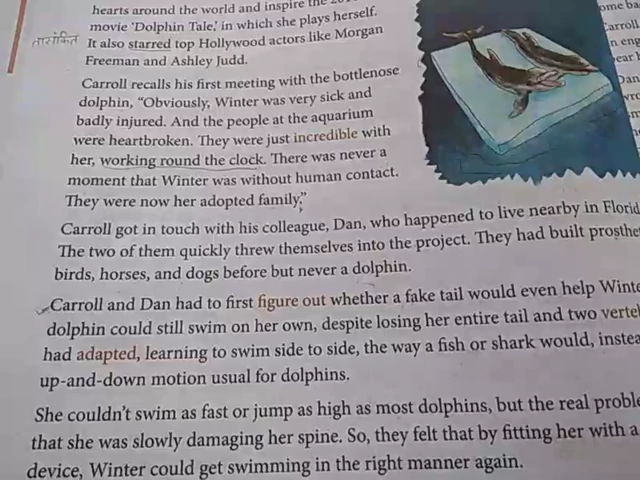 hearts around the world and inspire the
movie 'Dolphin Tale,' in which she plays herself.
It also starred top Hollywood actors like Morgan
Freeman and Ashley Judd.
Carroll recalls his first meeting with the bottlenose
dolphin, "Obviously, Winter was very sick and
badly injured. And the people at the aquarium
were heartbroken. They were just incredible with
her, working round the clock. There was never a
moment that Winter was without human contact.
They were now her adopted family."
Carroll got in touch with his colleague, Dan, who happened to live nearby in Florid
The two of them quickly threw themselves into the project. They had built prosthe
birds, horses, and dogs before but never a dolphin.
Carroll and Dan had to first figure out whether a fake tail would even help Winte
dolphin could still swim on her own, despite losing her entire tail and two verte
had adapted, learning to swim side to side, the way a fish or shark would, instea
up-and-down motion usual for dolphins.
She couldn't swim as fast or jump as high as most dolphins, but the real proble
that she was slowly damaging her spine. So, they felt that by fitting her with a
device, Winter could get swimming in the right manner again.